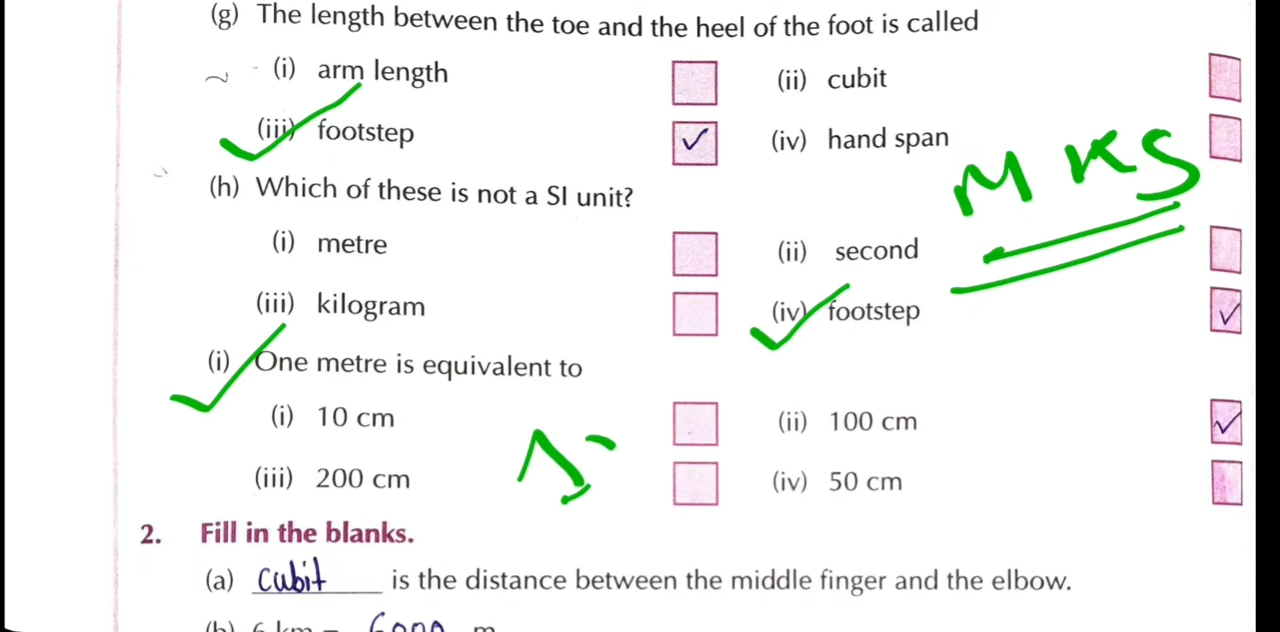 (g) The length between the toe and the heel of the foot is called
(i) arm length (ii) cubit
(iii) footstep ✓ (iv) hand span
MKS
(h) Which of these is not a SI unit?
(i) metre (ii) second
(iii) kilogram (iv) footstep ✓
(i) One metre is equivalent to
(i) 10 cm (ii) 100 cm ✓
(iii) 200 cm (iv) 50 cm
2. Fill in the blanks.
(a) cubit is the distance between the middle finger and the elbow.
(b) 6 km = 6000 m